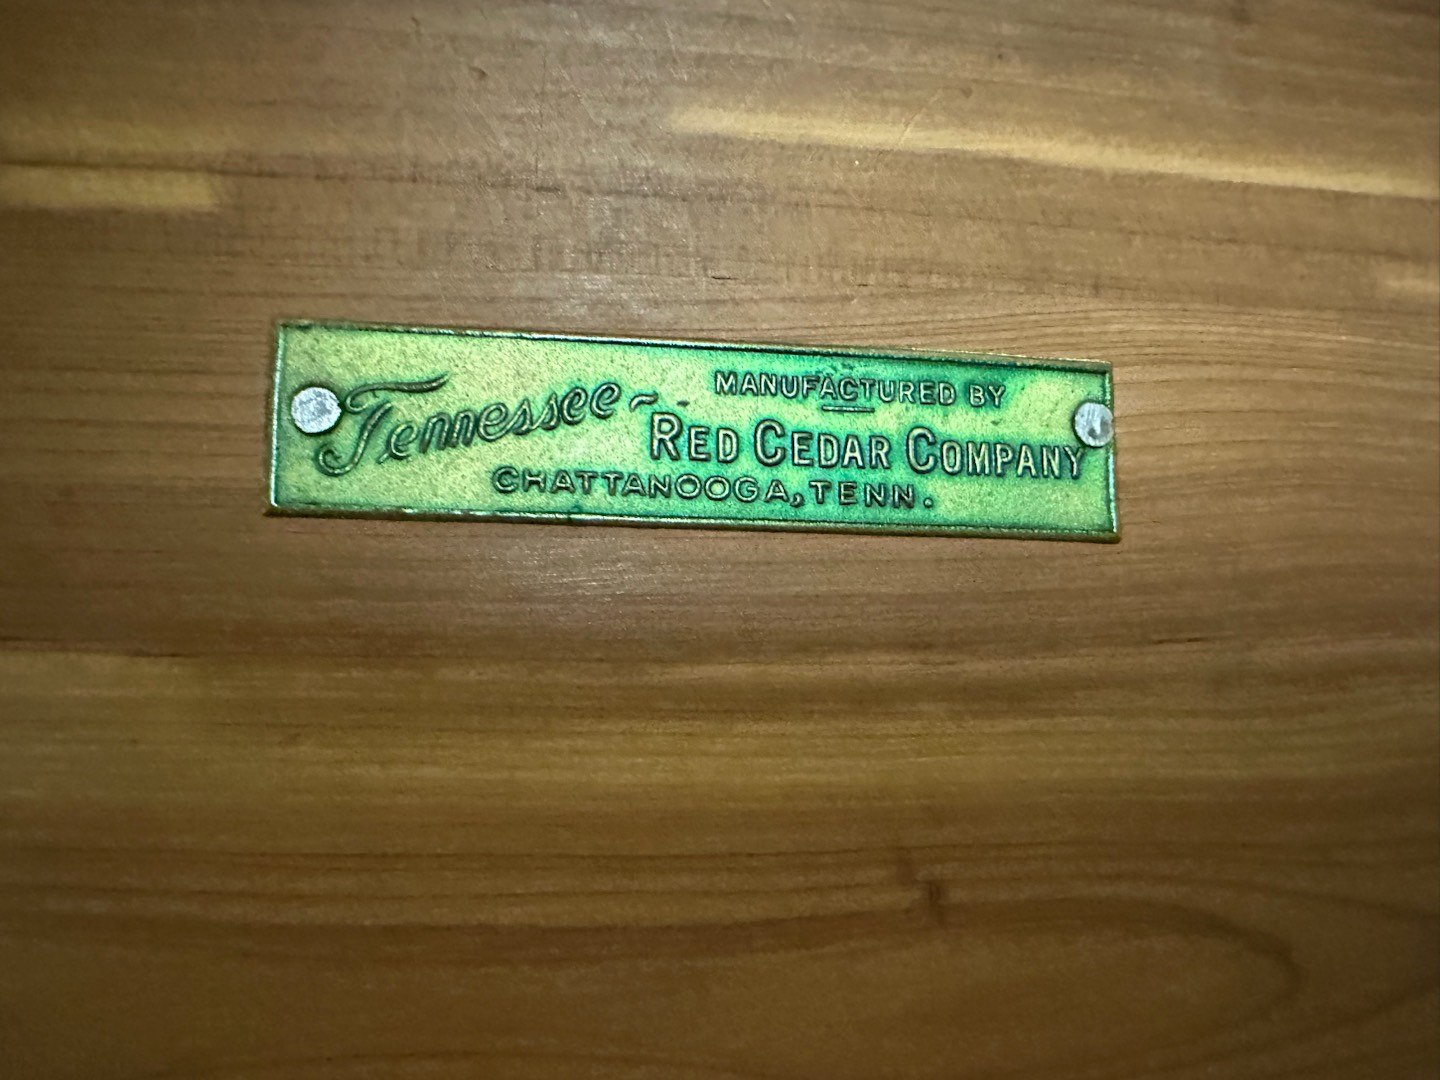 MANUFACTURED BY
Tennessee~ RED CEDAR COMPANY
CHATTANOOGA, TENN.